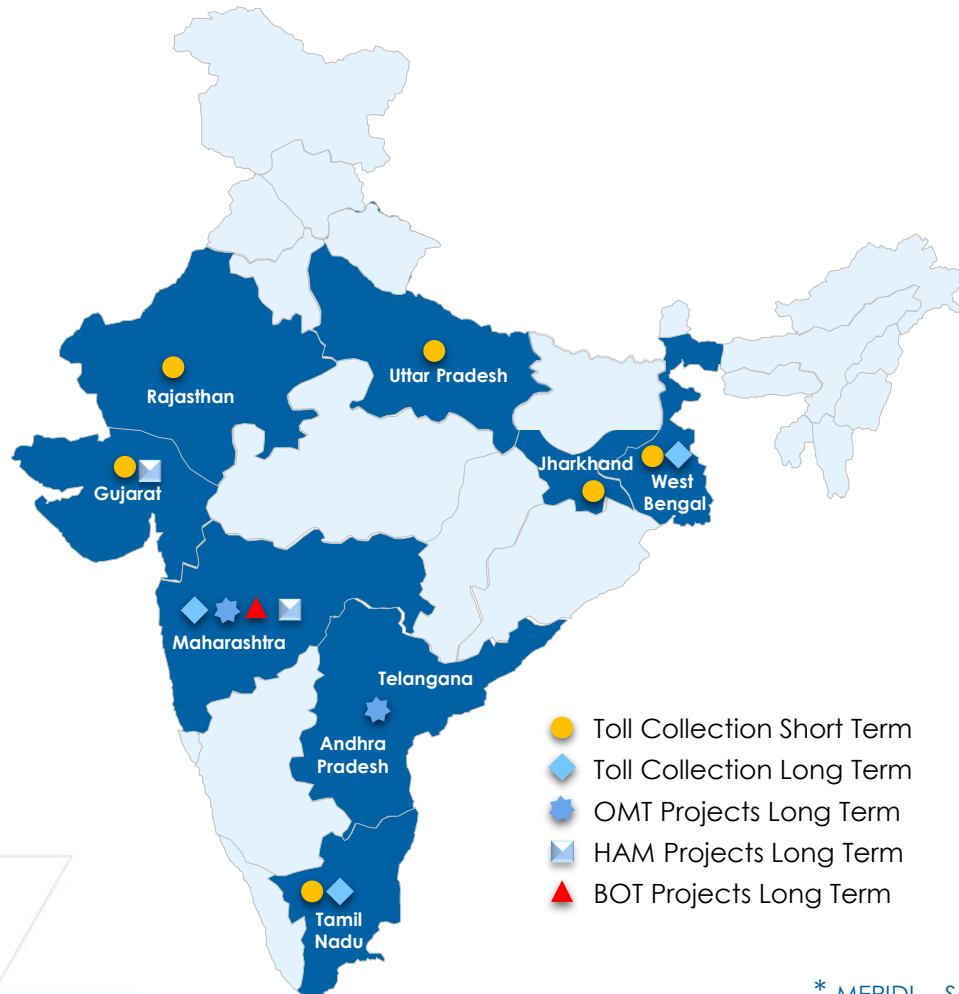 Rajasthan
Uttar Pradesh
Gujarat
Jharkhand
West
Bengal
Maharashtra
Telangana
Andhra
Pradesh
Tamil
Nadu
Toll Collection Short Term
Toll Collection Long Term
OMT Projects Long Term
HAM Projects Long Term
BOT Projects Long Term
*